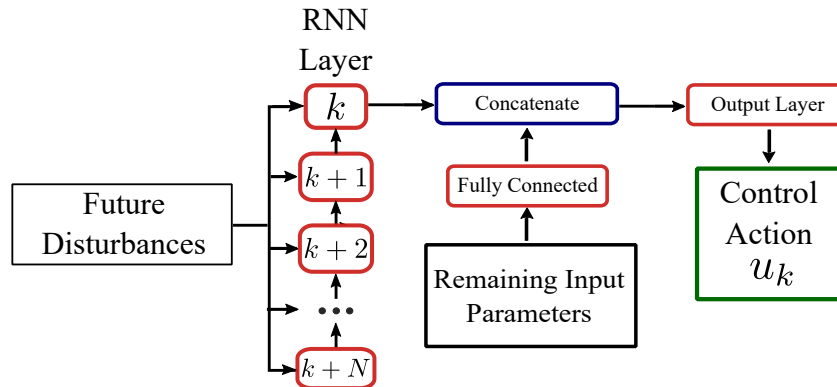 RNN
Layer
k
Concatenate
Output Layer
k + 1
Fully Connected
Future
Disturbances
k + 2
Control
Action
u_k
Remaining Input
Parameters
•••
k + N